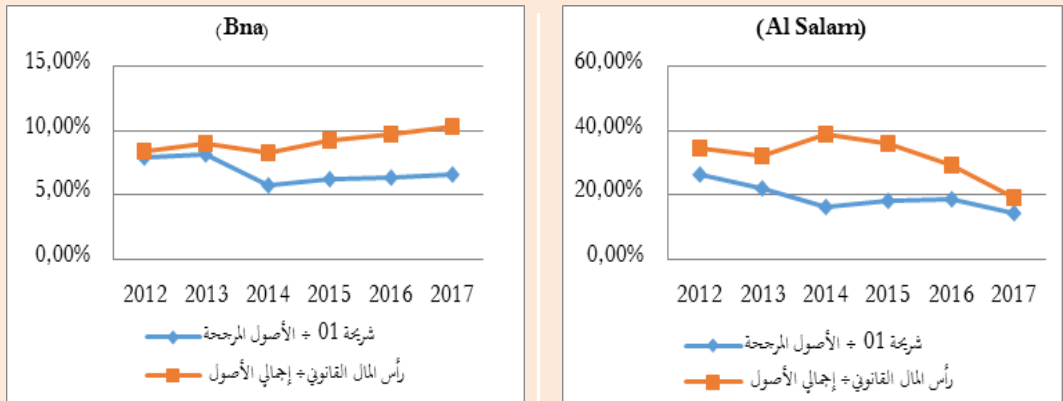 (Bna)
15,00%
10,00%
5,00%
0,00%
2012 2013 2014 2015 2016 2017
شريحة 01 ÷ الأصول المرجحة
رأس المال القانوني÷ إجمالي الأصول
(Al Salam)
60,00%
40,00%
20,00%
0,00%
2012 2013 2014 2015 2016 2017
شريحة 01 ÷ الأصول المرجحة
رأس المال القانوني÷ إجمالي الأصول